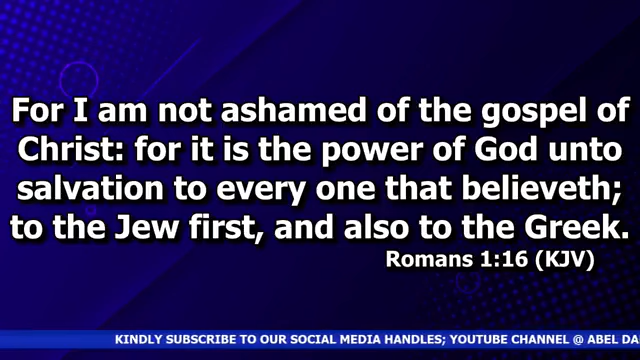 For I am not ashamed of the gospel of
Christ: for it is the power of God unto
salvation to every one that believeth;
to the Jew first, and also to the Greek.
Romans 1:16 (KJV)
KINDLY SUBSCRIBE TO OUR SOCIAL MEDIA HANDLES; YOUTUBE CHANNEL @ ABEL DA